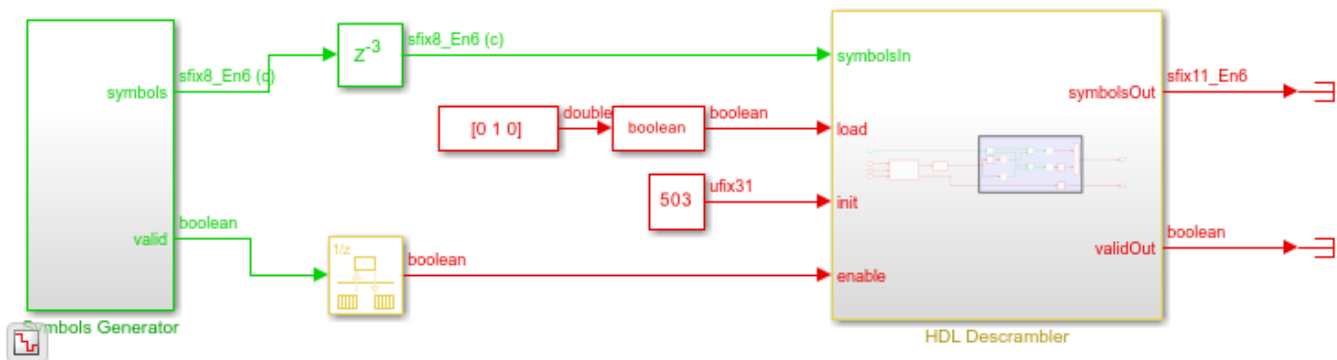 sfix8_En6 (c)
z-3
sfix8_En6 (c)
symbolsIn
symbols
symbolsOut
sfix11_En6
[0 1 0]
double
boolean
boolean
load
503
ufix31
init
valid
boolean
1/z
boolean
enable
validOut
boolean
Symbols Generator
HDL Descrambler